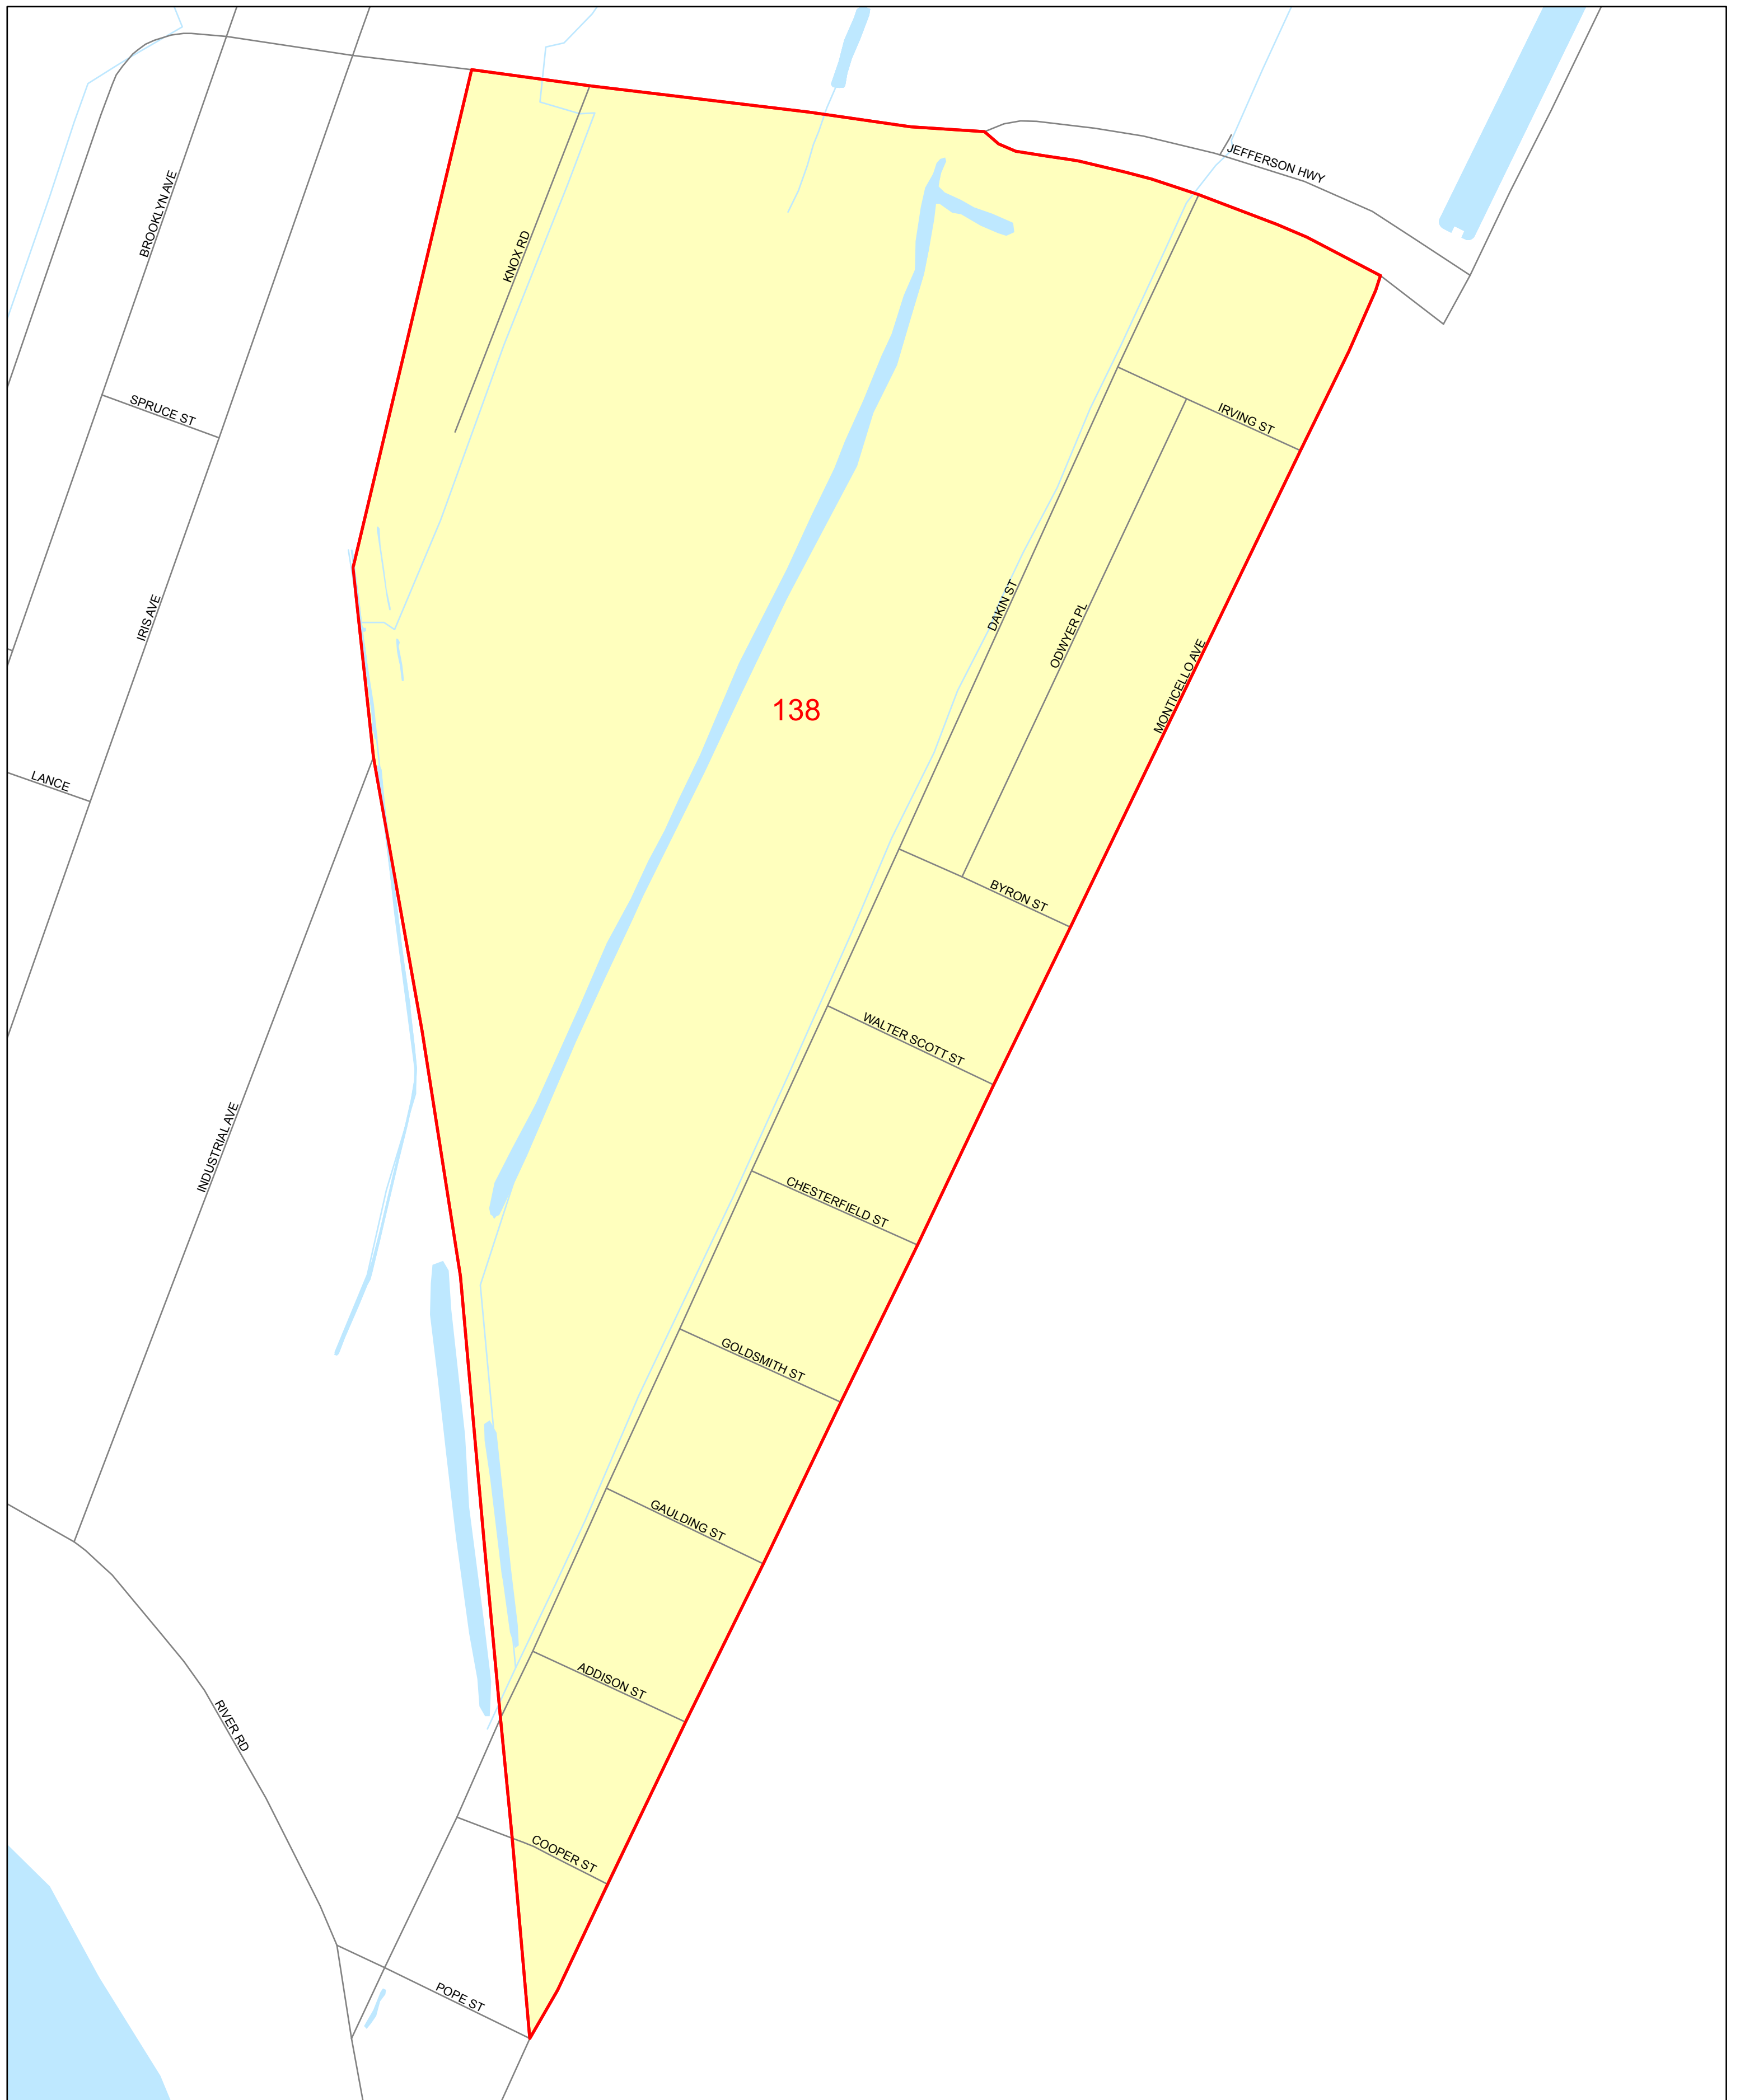 JEFFERSON HWY
BROOKLYN AVE
KNOX RD
SPRUCE ST
IRVING ST
DAKIN ST
IRIS AVE
ODWYER PL
MONTICELLO AVE
138
LANCE
BYRON ST
WALTER SCOTT ST
INDUSTRIAL AVE
CHESTERFIELD ST
GOLDSMITH ST
GAULDING ST
ADDISON ST
RIVER RD
COOPER ST
POPE ST